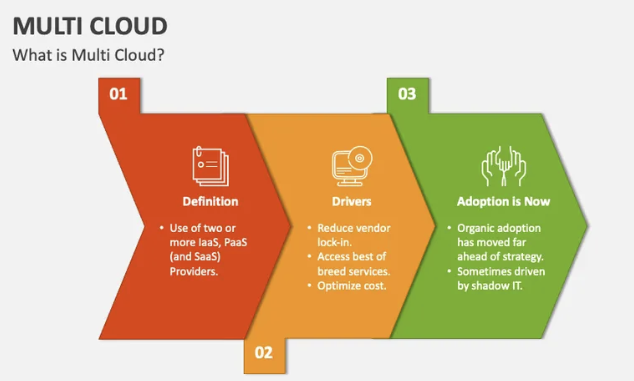 MULTI CLOUD
What is Multi Cloud?
01
Definition
• Use of two or
more IaaS, PaaS
(and SaaS)
Providers.
02
Drivers
• Reduce vendor
lock-in.
• Access best of
breed services.
• Optimize cost.
03
Adoption is Now
• Organic adoption
has moved far
ahead of strategy.
• Sometimes driven
by shadow IT.